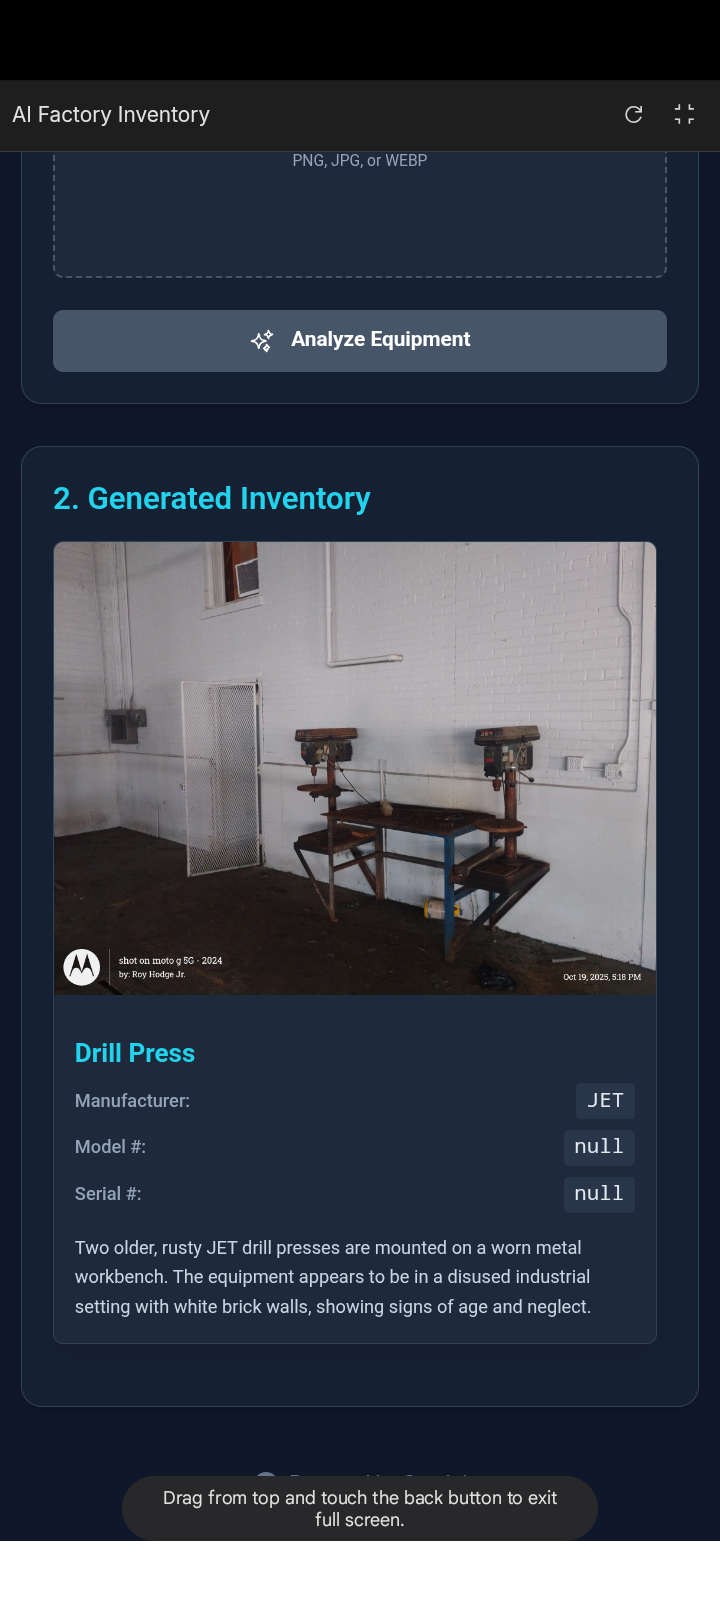 AI Factory Inventory
PNG, JPG, or WEBP
Analyze Equipment
2. Generated Inventory
JET
JET
shot on moto g 5G - 2024
by: Roy Hodge Jr.
Oct 19, 2025, 5:18 PM
Drill Press
Manufacturer: JET
Model #: null
Serial #: null
Two older, rusty JET drill presses are mounted on a worn metal
workbench. The equipment appears to be in a disused industrial
setting with white brick walls, showing signs of age and neglect.
Drag from top and touch the back button to exit
full screen.